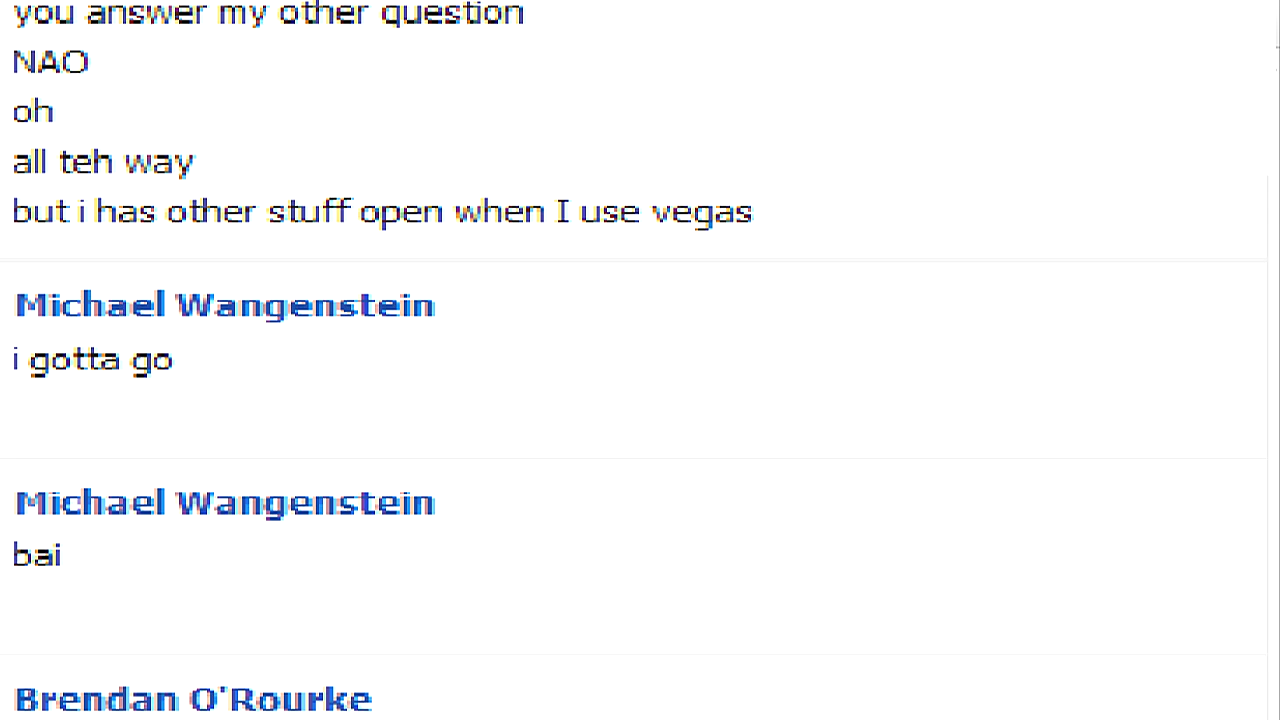 you answer my other question
NAO
oh
all teh way
but i has other stuff open when I use vegas
Michael Wangenstein
i gotta go
Michael Wangenstein
bai
Brendan O'Rourke